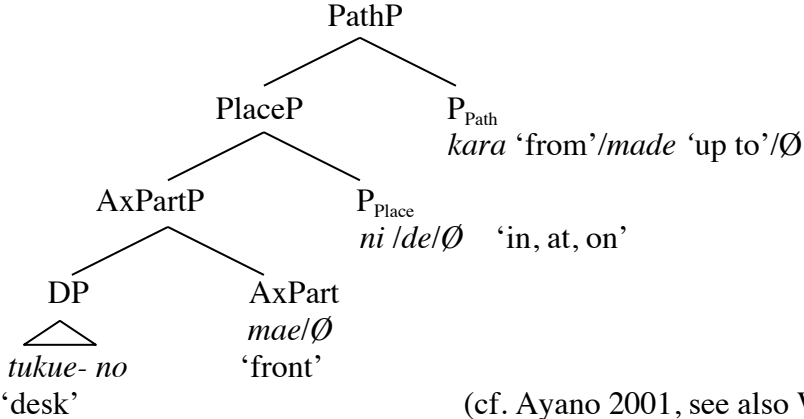 PathP
PlaceP P_Path
kara ‘from’/made ‘up to’/Ø
AxPartP P_Place
ni /de/Ø ‘in, at, on’
DP AxPart
mae/Ø
tukue- no ‘front’
‘desk’ (cf. Ayano 2001, see also